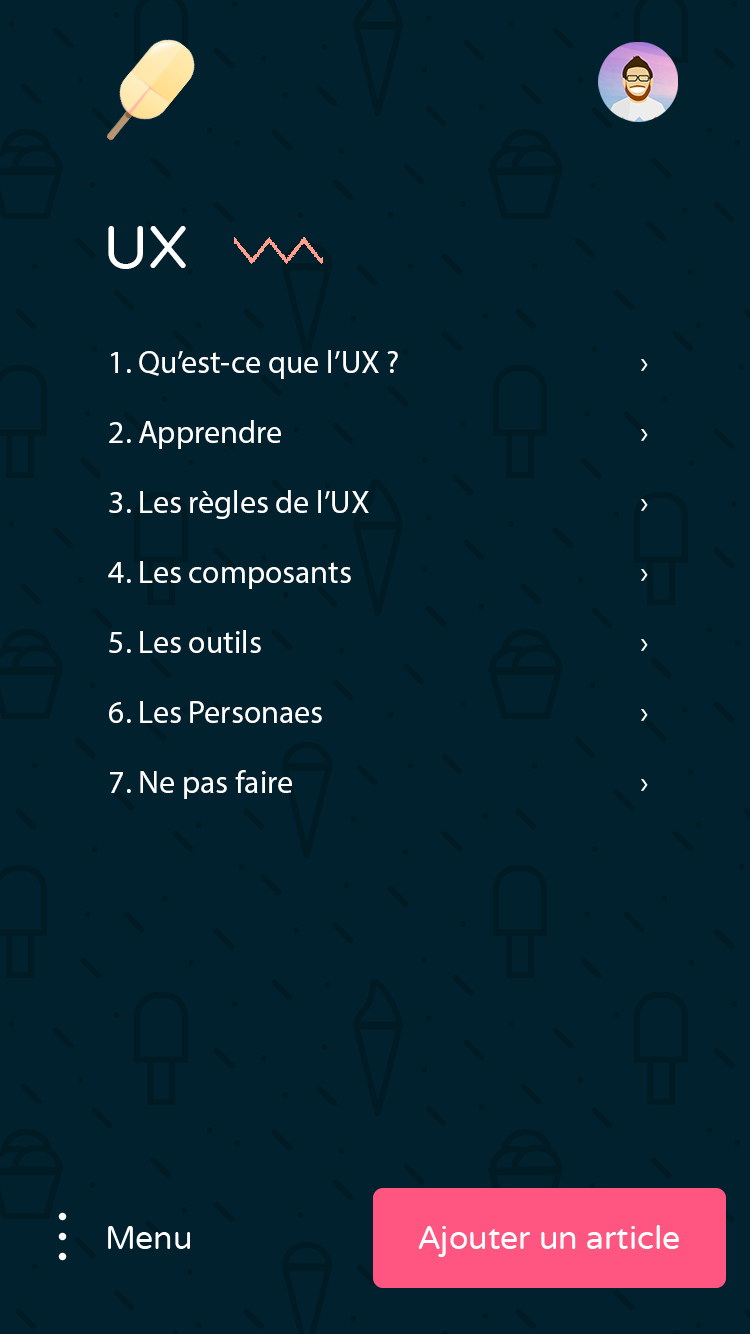 UX
1. Qu’est-ce que l’UX ? ›
2. Apprendre ›
3. Les règles de l’UX ›
4. Les composants ›
5. Les outils ›
6. Les Personaes ›
7. Ne pas faire ›
Menu
Ajouter un article